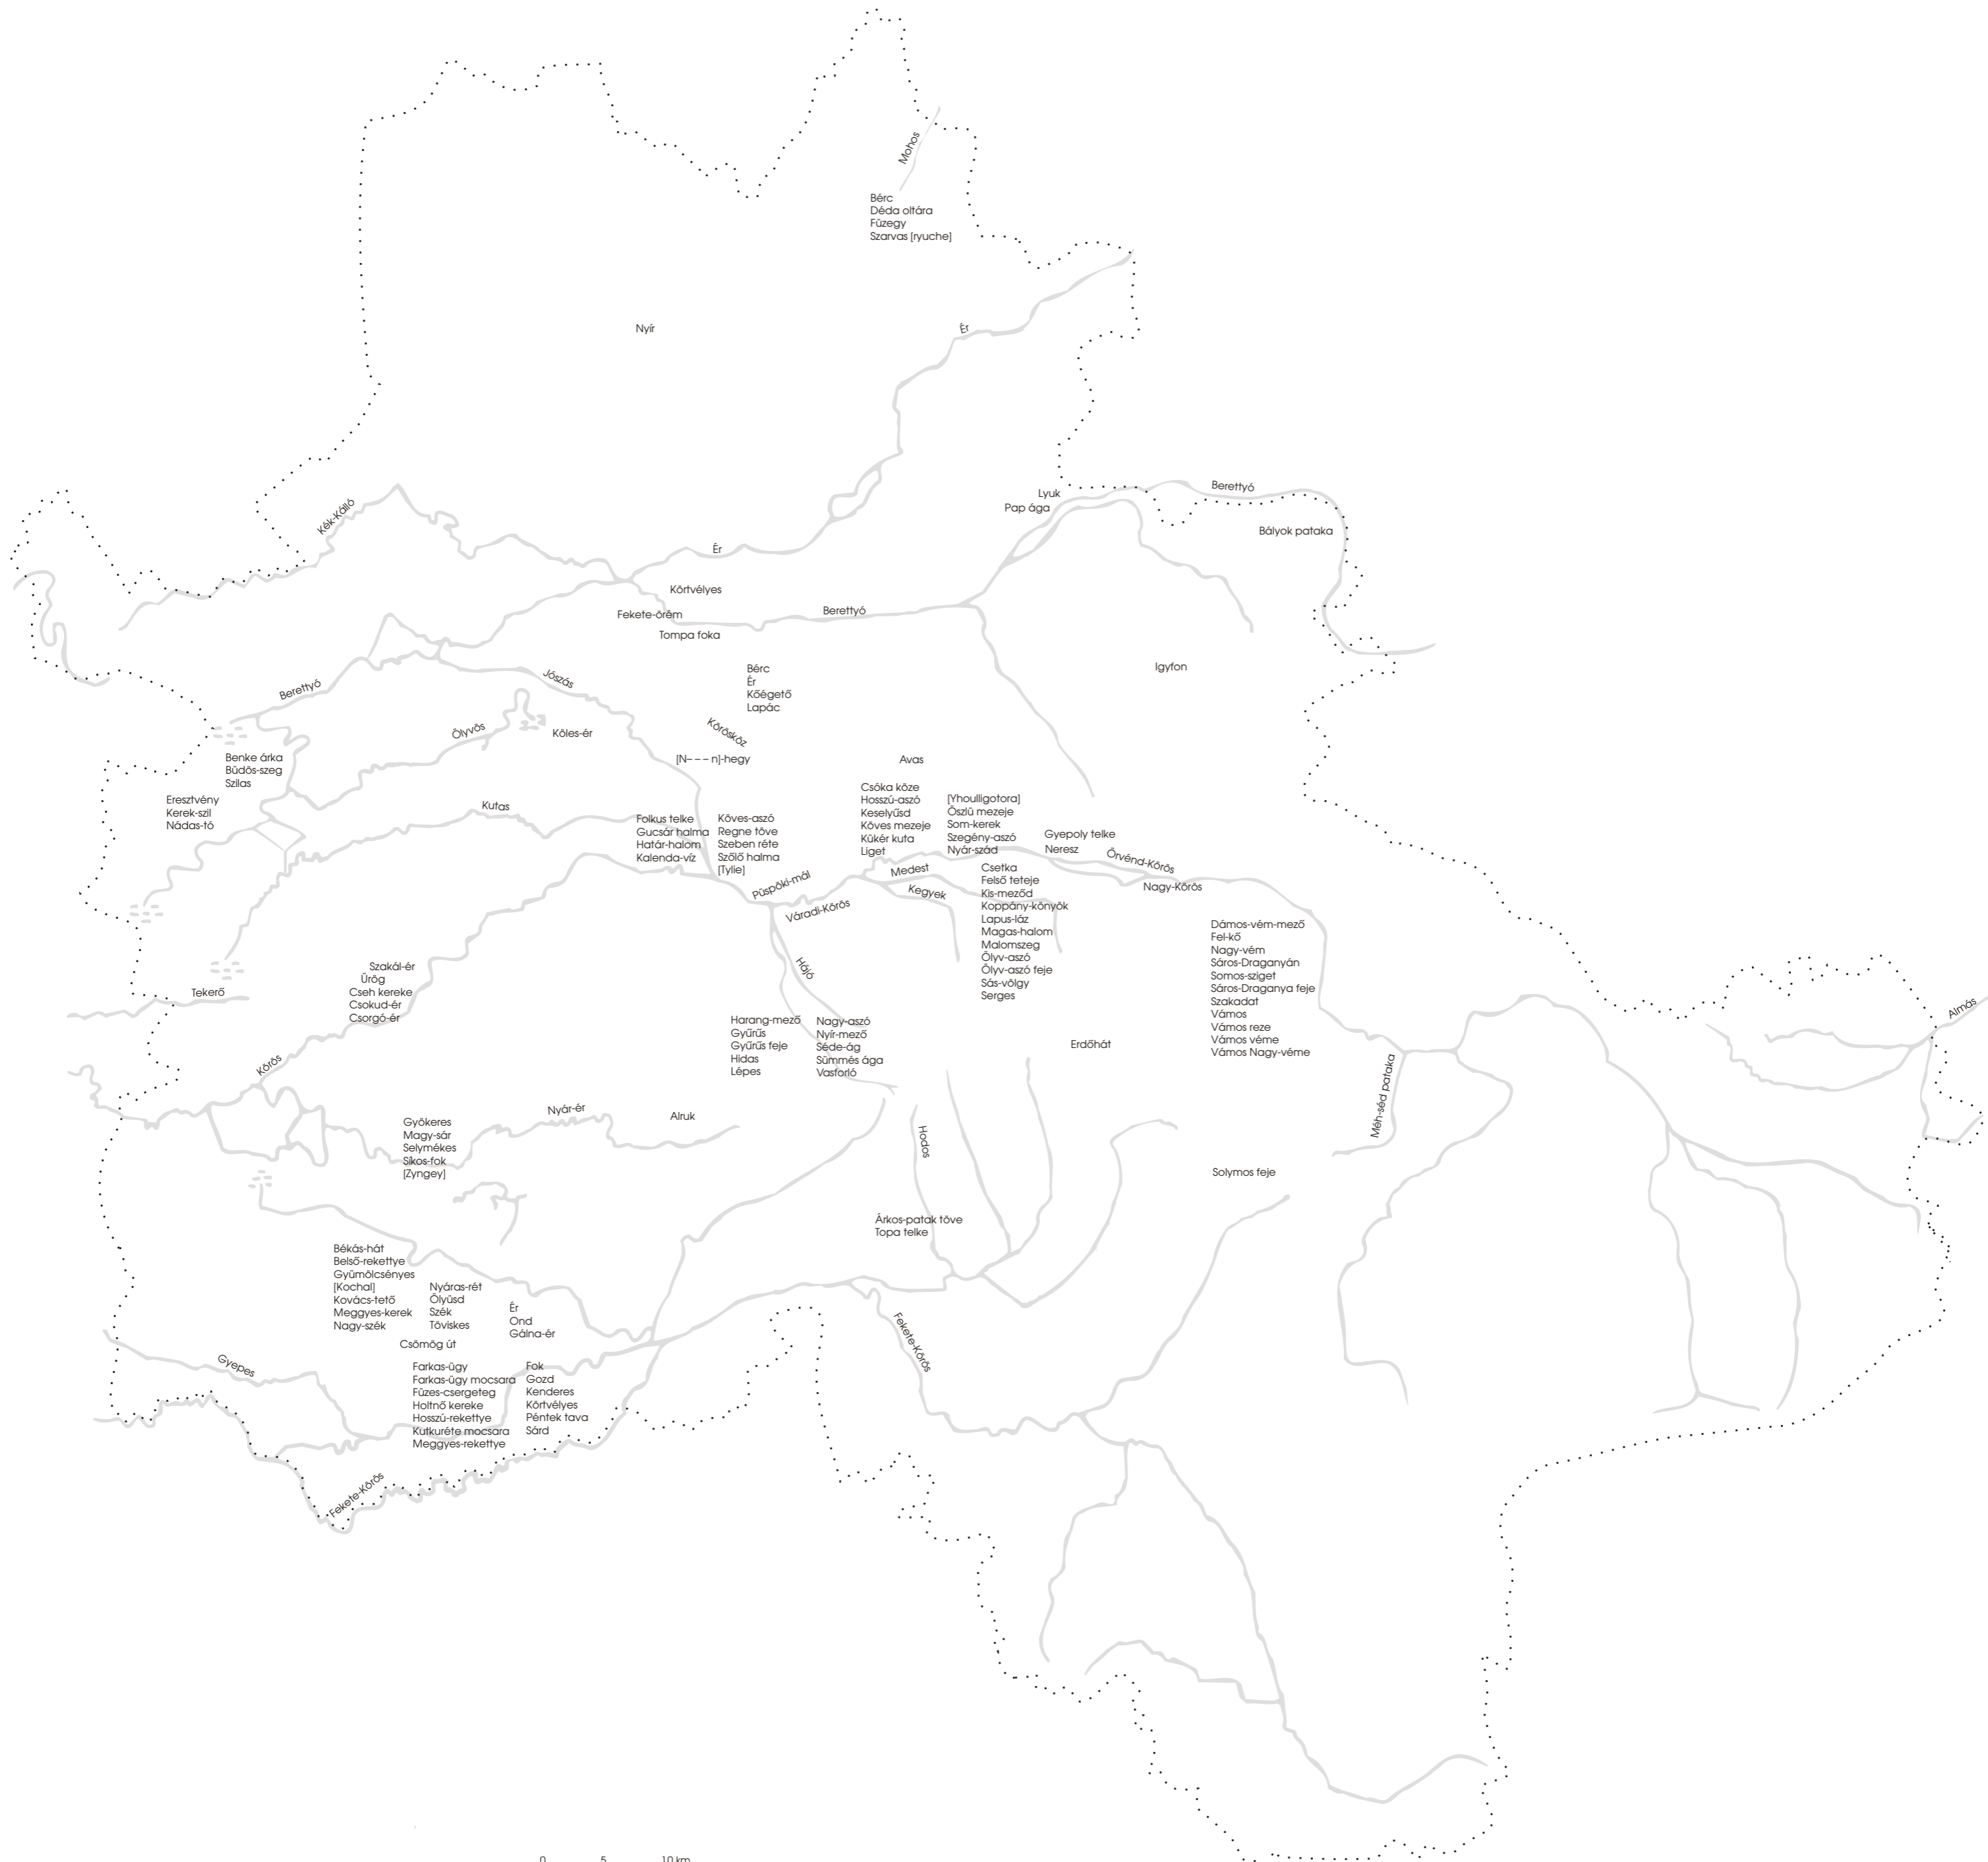 Mohos
Bérc
Déda oltára
Fûzegy
Szarvas [ryuche]
Nyír
Ér
Kék-Kálló
Lyuk
Pap ága
Berettyó
Bályok pataka
Ér
Körtvélyes
Fekete-örëm
Berettyó
Tompa foka
Igyfon
Berettyó
Jószás
Bérc
Ér
Kőégető
Lapác
Ölyvös
Köles-ér
Körösköz
[N–––n]-hegy
Avas
Benke árka
Büdös-szeg
Szilas
Eresztvény
Kerek-szil
Nádas-tó
Kutas
Folkus telke
Gucsár halma
Határ-halom
Kalenda-víz
Köves-aszó
Regne töve
Szeben réte
Szőlő halma
[Tylie]
Csóka köze
Hosszú-aszó
Keselyűsd
Köves mezeje
Kükér kuta
Liget
[Yhoulligotora]
Öszlü mezeje
Som-kerek
Szegény-aszó
Nyár-szád
Gyepoly telke
Neresz
Örvénd-Körös
Nagy-Körös
Püspöki-mál
Váradi-Körös
Medest
Kegyek
Csetka
Felső teteje
Kis-meződ
Koppány-könyök
Lapus-láz
Magas-halom
Malomszeg
Ölyv-aszó
Ölyv-aszó feje
Sás-völgy
Serges
Dámos-vém-mező
Fel-kő
Nagy-vém
Sáros-Draganyán
Somos-sziget
Sáros-Draganya feje
Szakadat
Vámos
Vámos reze
Vámos véme
Vámos Nagy-véme
Hájó
Szakál-ér
Ürög
Cseh kereke
Csokud-ér
Csorgó-ér
Tekerő
Almás
Harang-mező
Gyűrűs
Gyűrűs feje
Hidas
Lépes
Nagy-aszó
Nyír-mező
Séde-ág
Sümmés ága
Vasforló
Erdőhát
Körös
Méh-séd pataka
Gyökeres
Magy-sár
Selymékes
Síkos-fok
[Zyngey]
Nyár-ér
Alruk
Hodos
Solymos feje
Árkos-patak töve
Topa telke
Békás-hát
Belső-rekettye
Gyümölcsényes
[Kochal]
Kovács-tető
Meggyes-kerek
Nagy-szék
Nyáras-rét
Ölyüsd
Szék
Töviskes
Ér
Ond
Gálna-ér
Csömög út
Gyepes
Fekete-Körös
Farkas-ügy
Farkas-ügy mocsara
Füzes-csergeteg
Holtnő kereke
Hosszú-rekettye
Kutkuréte mocsara
Meggyes-rekettye
Fok
Gozd
Kenderes
Körtvélyes
Péntek tava
Sárd
Fekete-Körös
0 5 10 km